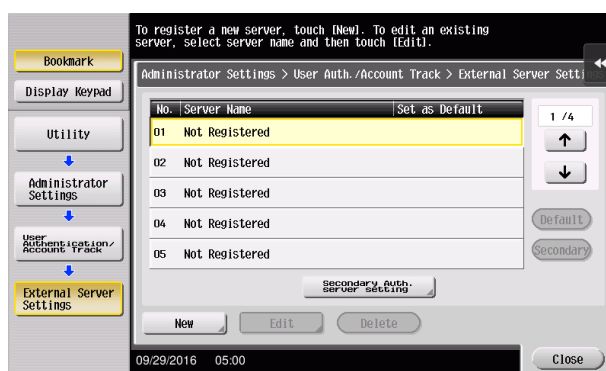 To register a new server, touch [New]. To edit an existing
server, select server name and then touch [Edit].
Bookmark
Display Keypad
Utility
Administrator
Settings
User
Authentication/
Account Track
External Server
Settings
Administrator Settings > User Auth./Account Track > External Server Setti
No. Server Name Set as Default
01 Not Registered
02 Not Registered
03 Not Registered
04 Not Registered
05 Not Registered
1 /4
Default
Secondary
Secondary Auth.
server setting
New Edit Delete
09/29/2016 05:00
Close